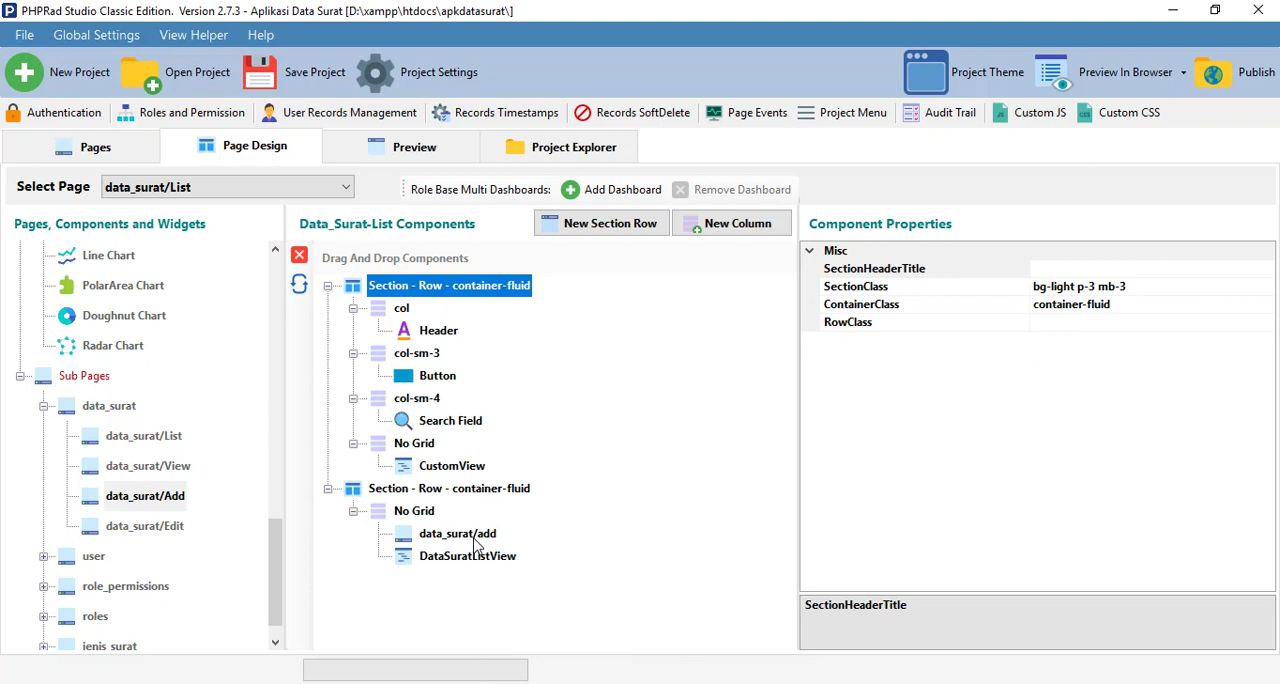 PHPRad Studio Classic Edition. Version 2.7.3 - Aplikasi Data Surat [D:\xampp\htdocs\apkdatasurat\]
File Global Settings View Helper Help
New Project Open Project Save Project Project Settings Project Theme Preview In Browser Publish
Authentication Roles and Permission User Records Management Records Timestamps Records SoftDelete Page Events Project Menu Audit Trail Custom JS Custom CSS
Pages Page Design Preview Project Explorer
Select Page data_surat/List Role Base Multi Dashboards: Add Dashboard Remove Dashboard
Pages, Components and Widgets
Line Chart
PolarArea Chart
Doughnut Chart
Radar Chart
Sub Pages
data_surat
data_surat/List
data_surat/View
data_surat/Add
data_surat/Edit
user
role_permissions
roles
jenis_surat
Data_Surat-List Components New Section Row New Column
Drag And Drop Components
Section - Row - container-fluid
col
Header
col-sm-3
Button
col-sm-4
Search Field
No Grid
CustomView
Section - Row - container-fluid
No Grid
data_surat/add
DataSuratListView
Component Properties
Misc
SectionHeaderTitle
SectionClass bg-light p-3 mb-3
ContainerClass container-fluid
RowClass
SectionHeaderTitle